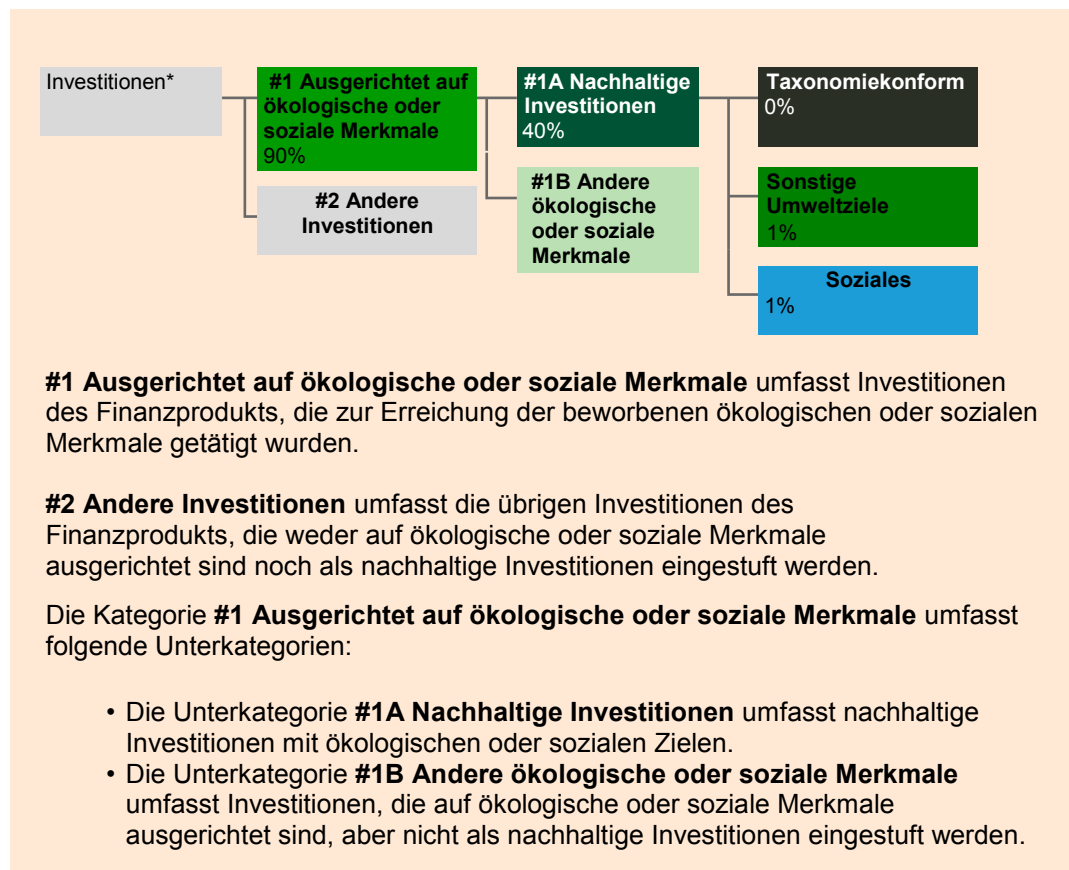 Investitionen*
#1 Ausgerichtet auf
ökologische oder
soziale Merkmale
90%
#2 Andere
Investitionen
#1A Nachhaltige
Investitionen
40%
#1B Andere
ökologische
oder soziale
Merkmale
Taxonomiekonform
0%
Sonstige
Umweltziele
1%
Soziales
1%
#1 Ausgerichtet auf ökologische oder soziale Merkmale umfasst Investitionen
des Finanzprodukts, die zur Erreichung der beworbenen ökologischen oder sozialen
Merkmale getätigt wurden.
#2 Andere Investitionen umfasst die übrigen Investitionen des
Finanzprodukts, die weder auf ökologische oder soziale Merkmale
ausgerichtet sind noch als nachhaltige Investitionen eingestuft werden.
Die Kategorie #1 Ausgerichtet auf ökologische oder soziale Merkmale umfasst
folgende Unterkategorien:
• Die Unterkategorie #1A Nachhaltige Investitionen umfasst nachhaltige
Investitionen mit ökologischen oder sozialen Zielen.
• Die Unterkategorie #1B Andere ökologische oder soziale Merkmale
umfasst Investitionen, die auf ökologische oder soziale Merkmale
ausgerichtet sind, aber nicht als nachhaltige Investitionen eingestuft werden.